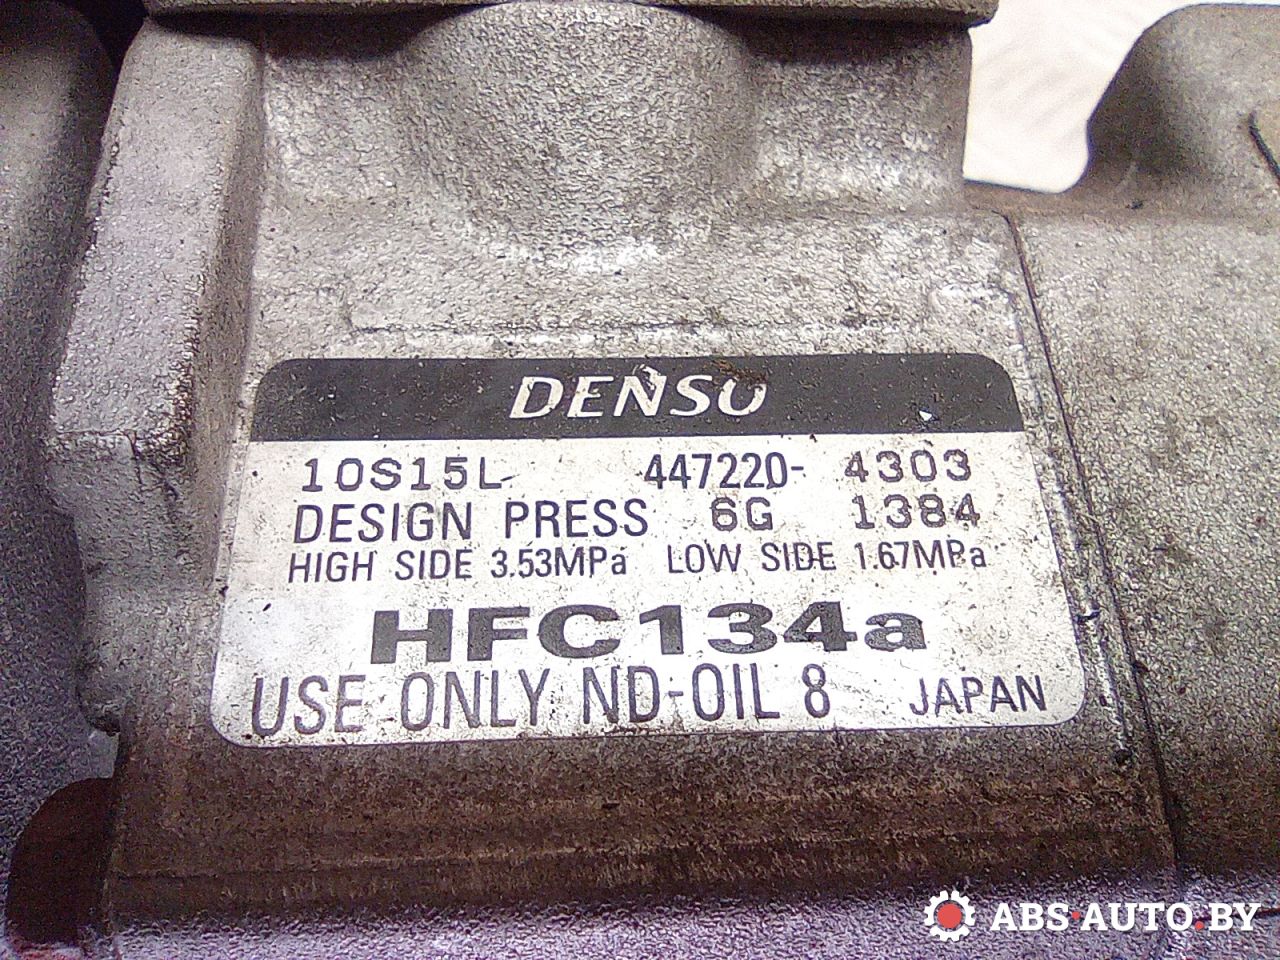 DENSO
10S15L 447220- 4303
DESIGN PRESS 6G 1384
HIGH SIDE 3.53MPa LOW SIDE 1.67MPa
HFC134a
USE ONLY ND-OIL 8 JAPAN
ABS·AUTO.BY